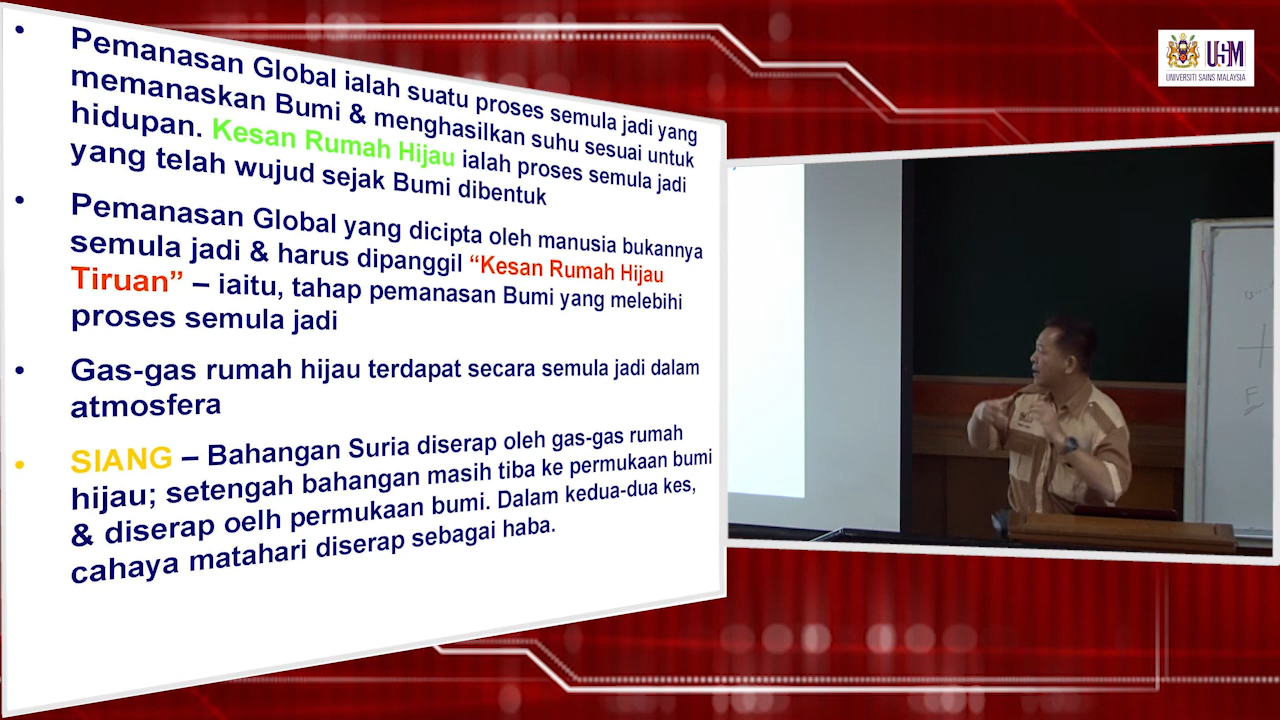 • Pemanasan Global ialah suatu proses semula jadi yang
memanaskan Bumi & menghasilkan suhu sesuai untuk
hidupan. Kesan Rumah Hijau ialah proses semula jadi
yang telah wujud sejak Bumi dibentuk
• Pemanasan Global yang dicipta oleh manusia bukannya
semula jadi & harus dipanggil “Kesan Rumah Hijau
Tiruan” – iaitu, tahap pemanasan Bumi yang melebihi
proses semula jadi
• Gas-gas rumah hijau terdapat secara semula jadi dalam
atmosfera
• SIANG – Bahangan Suria diserap oleh gas-gas rumah
hijau; setengah bahangan masih tiba ke permukaan bumi
& diserap oelh permukaan bumi. Dalam kedua-dua kes,
cahaya matahari diserap sebagai haba.
USM
UNIVERSITI SAINS MALAYSIA